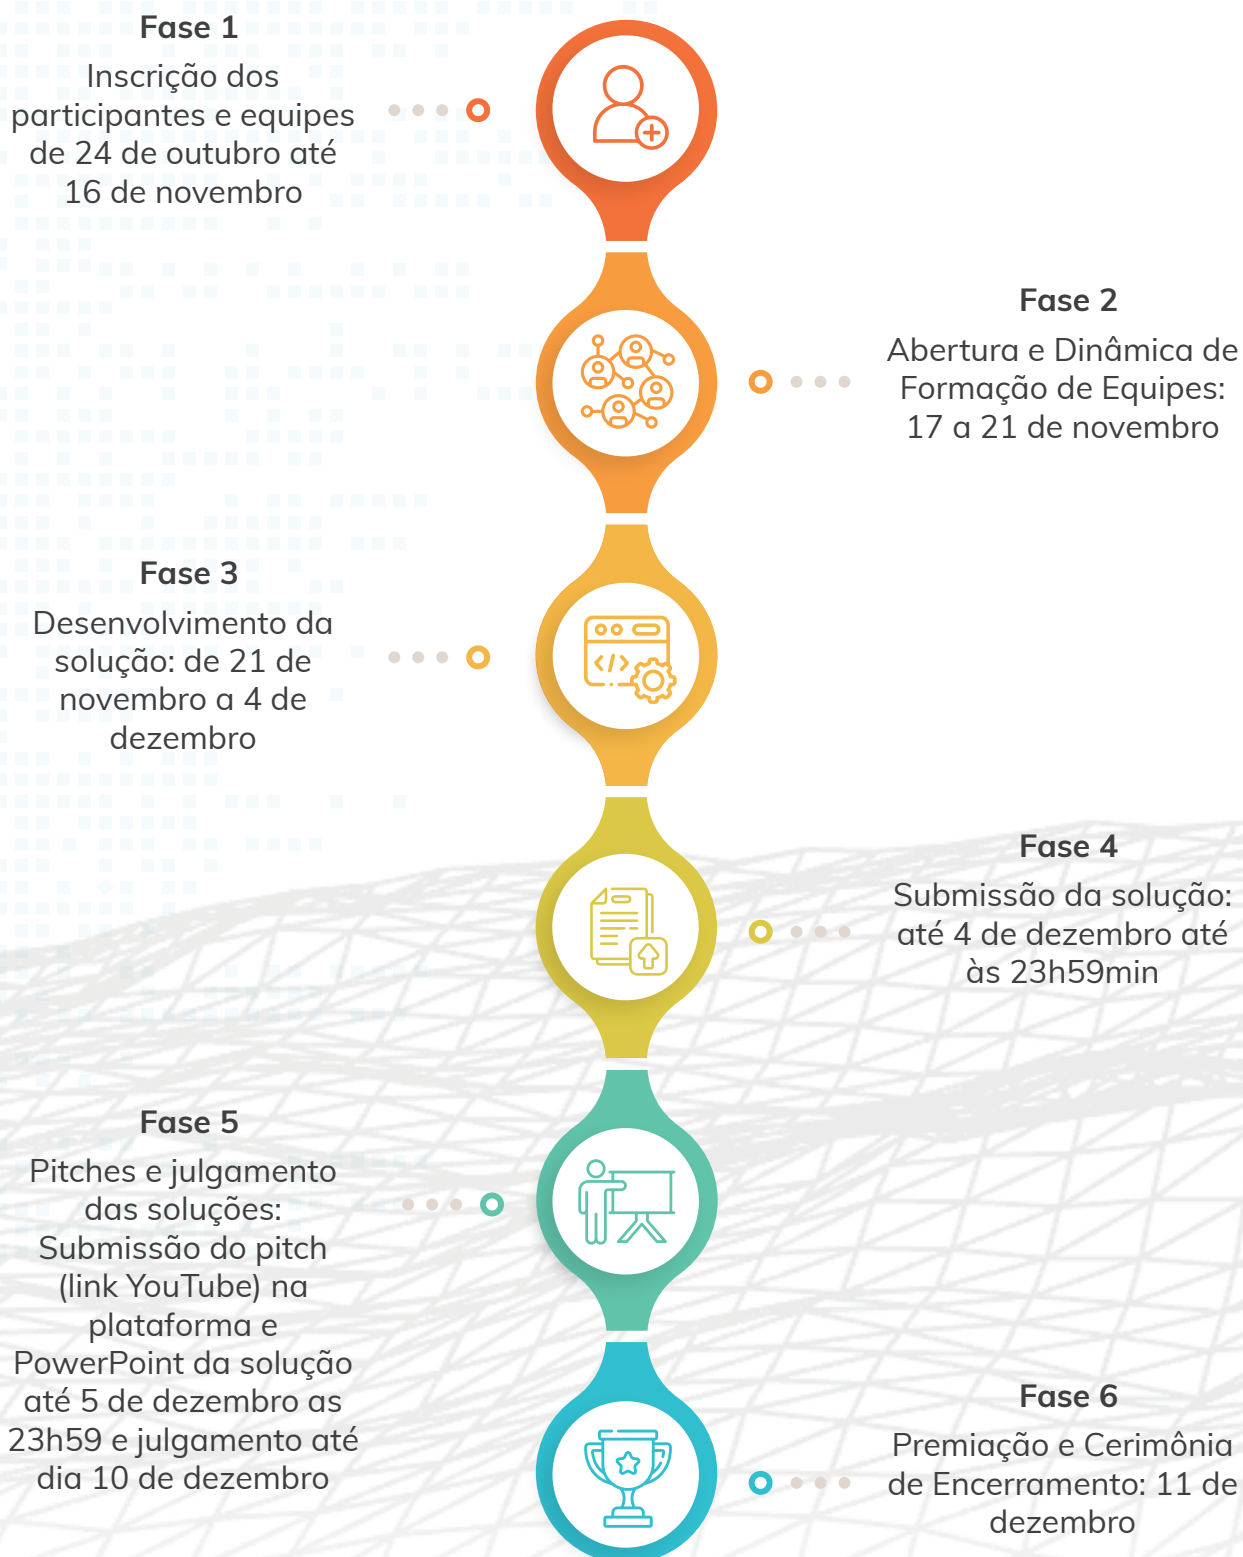 Fase 1
Inscrição dos
participantes e equipes
de 24 de outubro até
16 de novembro
Fase 2
Abertura e Dinâmica de
Formação de Equipes:
17 a 21 de novembro
Fase 3
Desenvolvimento da
solução: de 21 de
novembro a 4 de
dezembro
Fase 4
Submissão da solução:
até 4 de dezembro até
às 23h59min
Fase 5
Pitches e julgamento
das soluções:
Submissão do pitch
(link YouTube) na
plataforma e
PowerPoint da solução
até 5 de dezembro as
23h59 e julgamento até
dia 10 de dezembro
Fase 6
Premiação e Cerimônia
de Encerramento: 11 de
dezembro